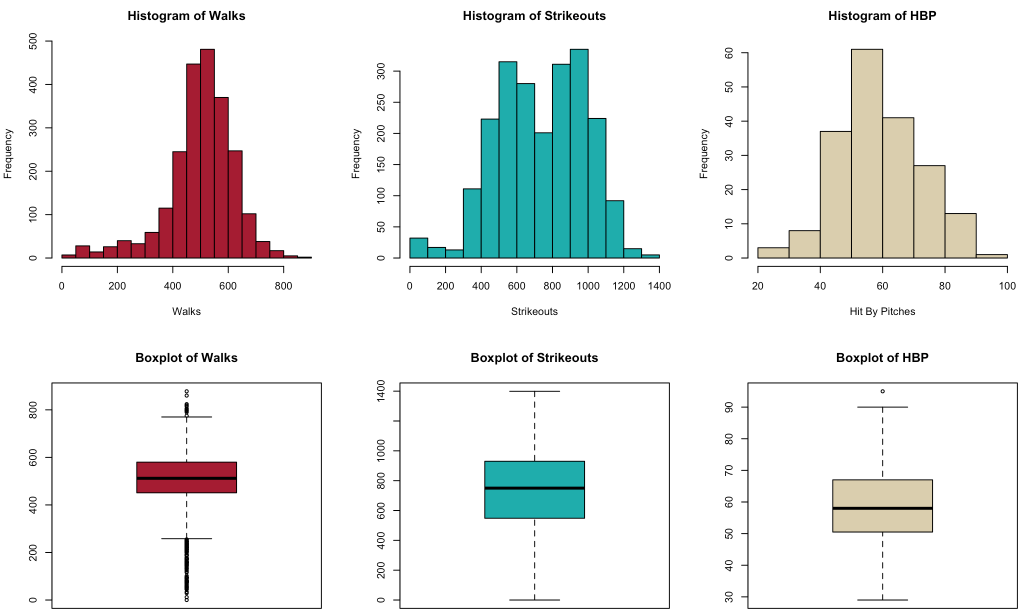 Histogram of Walks
Frequency
0 100 200 300 400 500
0 200 400 600 800
Walks
Histogram of Strikeouts
Frequency
0 50 100 150 200 250 300
0 200 400 600 800 1000 1200 1400
Strikeouts
Histogram of HBP
Frequency
0 10 20 30 40 50 60
20 40 60 80 100
Hit By Pitches
Boxplot of Walks
0 200 400 600 800
Boxplot of Strikeouts
0 200 400 600 800 1000 1400
Boxplot of HBP
30 40 50 60 70 80 90